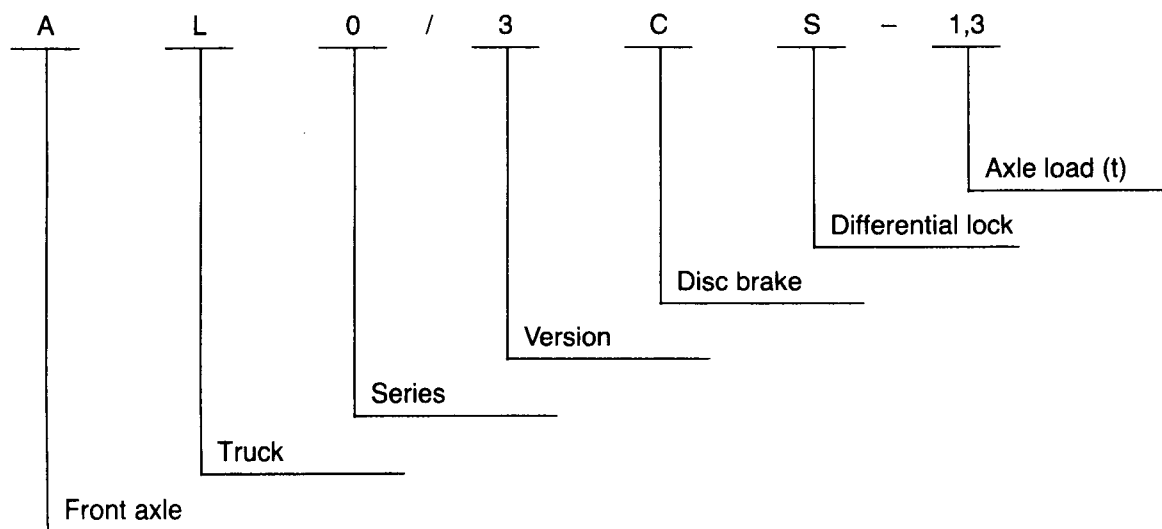 A L 0 / 3 C S – 1,3
Axle load (t)
Differential lock
Disc brake
Version
Series
Truck
Front axle